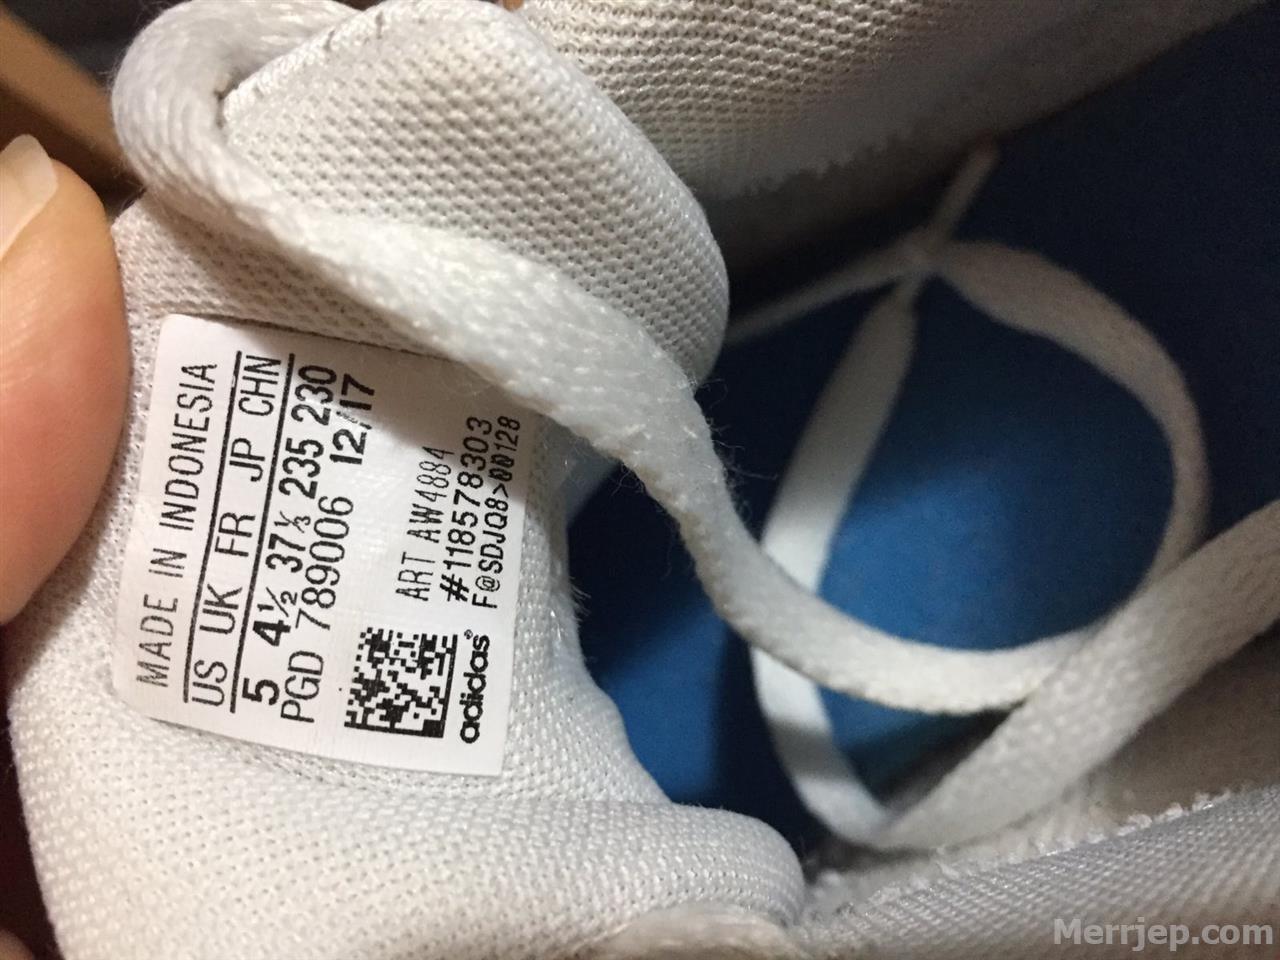 MADE IN INDONESIA
US UK FR JP CHN
5 4½ 37⅓ 235 230
PGD 789006 12/17
ART AW4884
#118578303
F@SDJQ8>@@128
adidas®
Merrjep.com